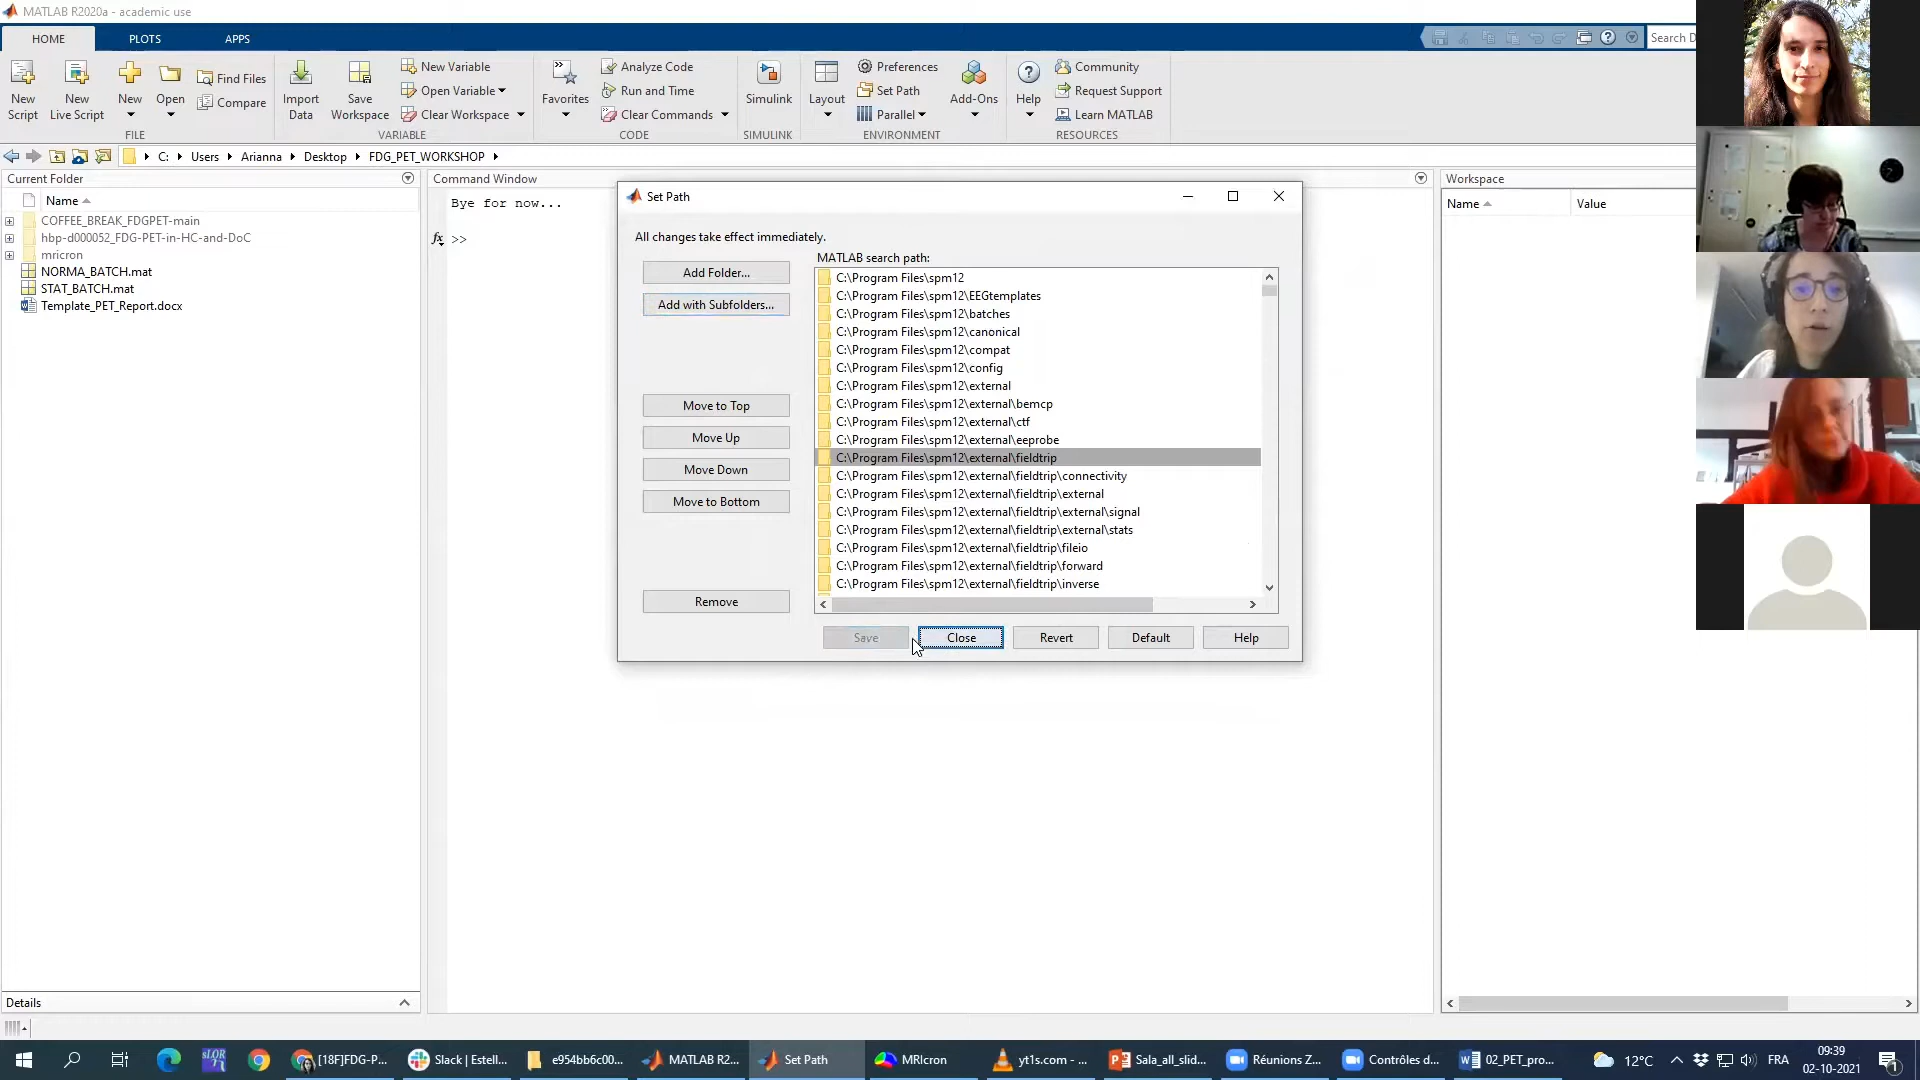 MATLAB R2020a - academic use
HOME PLOTS APPS
Search D
New Script
New Live Script
New
Open
Find Files
Compare
FILE
Import Data
Save Workspace
New Variable
Open Variable
Clear Workspace
VARIABLE
Favorites
Analyze Code
Run and Time
Clear Commands
CODE
Simulink
SIMULINK
Layout
Preferences
Set Path
Parallel
ENVIRONMENT
Add-Ons
Help
Community
Request Support
Learn MATLAB
RESOURCES
C: Users Arianna Desktop FDG_PET_WORKSHOP
Current Folder
Name
COFFEE_BREAK_FDGPET-main
hbp-d000052_FDG-PET-in-HC-and-DoC
mricron
NORMA_BATCH.mat
STAT_BATCH.mat
Template_PET_Report.docx
Details
Command Window
Bye for now...
fx >>
Workspace
Name Value
Set Path
All changes take effect immediately.
MATLAB search path:
Add Folder...
Add with Subfolders...
Move to Top
Move Up
Move Down
Move to Bottom
Remove
C:\Program Files\spm12
C:\Program Files\spm12\EEGtemplates
C:\Program Files\spm12\batches
C:\Program Files\spm12\canonical
C:\Program Files\spm12\compat
C:\Program Files\spm12\config
C:\Program Files\spm12\external
C:\Program Files\spm12\external\bemcp
C:\Program Files\spm12\external\ctf
C:\Program Files\spm12\external\eeprobe
C:\Program Files\spm12\external\fieldtrip
C:\Program Files\spm12\external\fieldtrip\connectivity
C:\Program Files\spm12\external\fieldtrip\external
C:\Program Files\spm12\external\fieldtrip\external\signal
C:\Program Files\spm12\external\fieldtrip\external\stats
C:\Program Files\spm12\external\fieldtrip\fileio
C:\Program Files\spm12\external\fieldtrip\forward
C:\Program Files\spm12\external\fieldtrip\inverse
Save Close Revert Default Help
[18F]FDG-P... Slack | Estell... e954bb6c00... MATLAB R2... Set Path MRIcron yt1s.com - ... Sala_all_slid... Réunions Z... Contrôles d... 02_PET_pro... 12°C FRA
09:39
02-10-2021